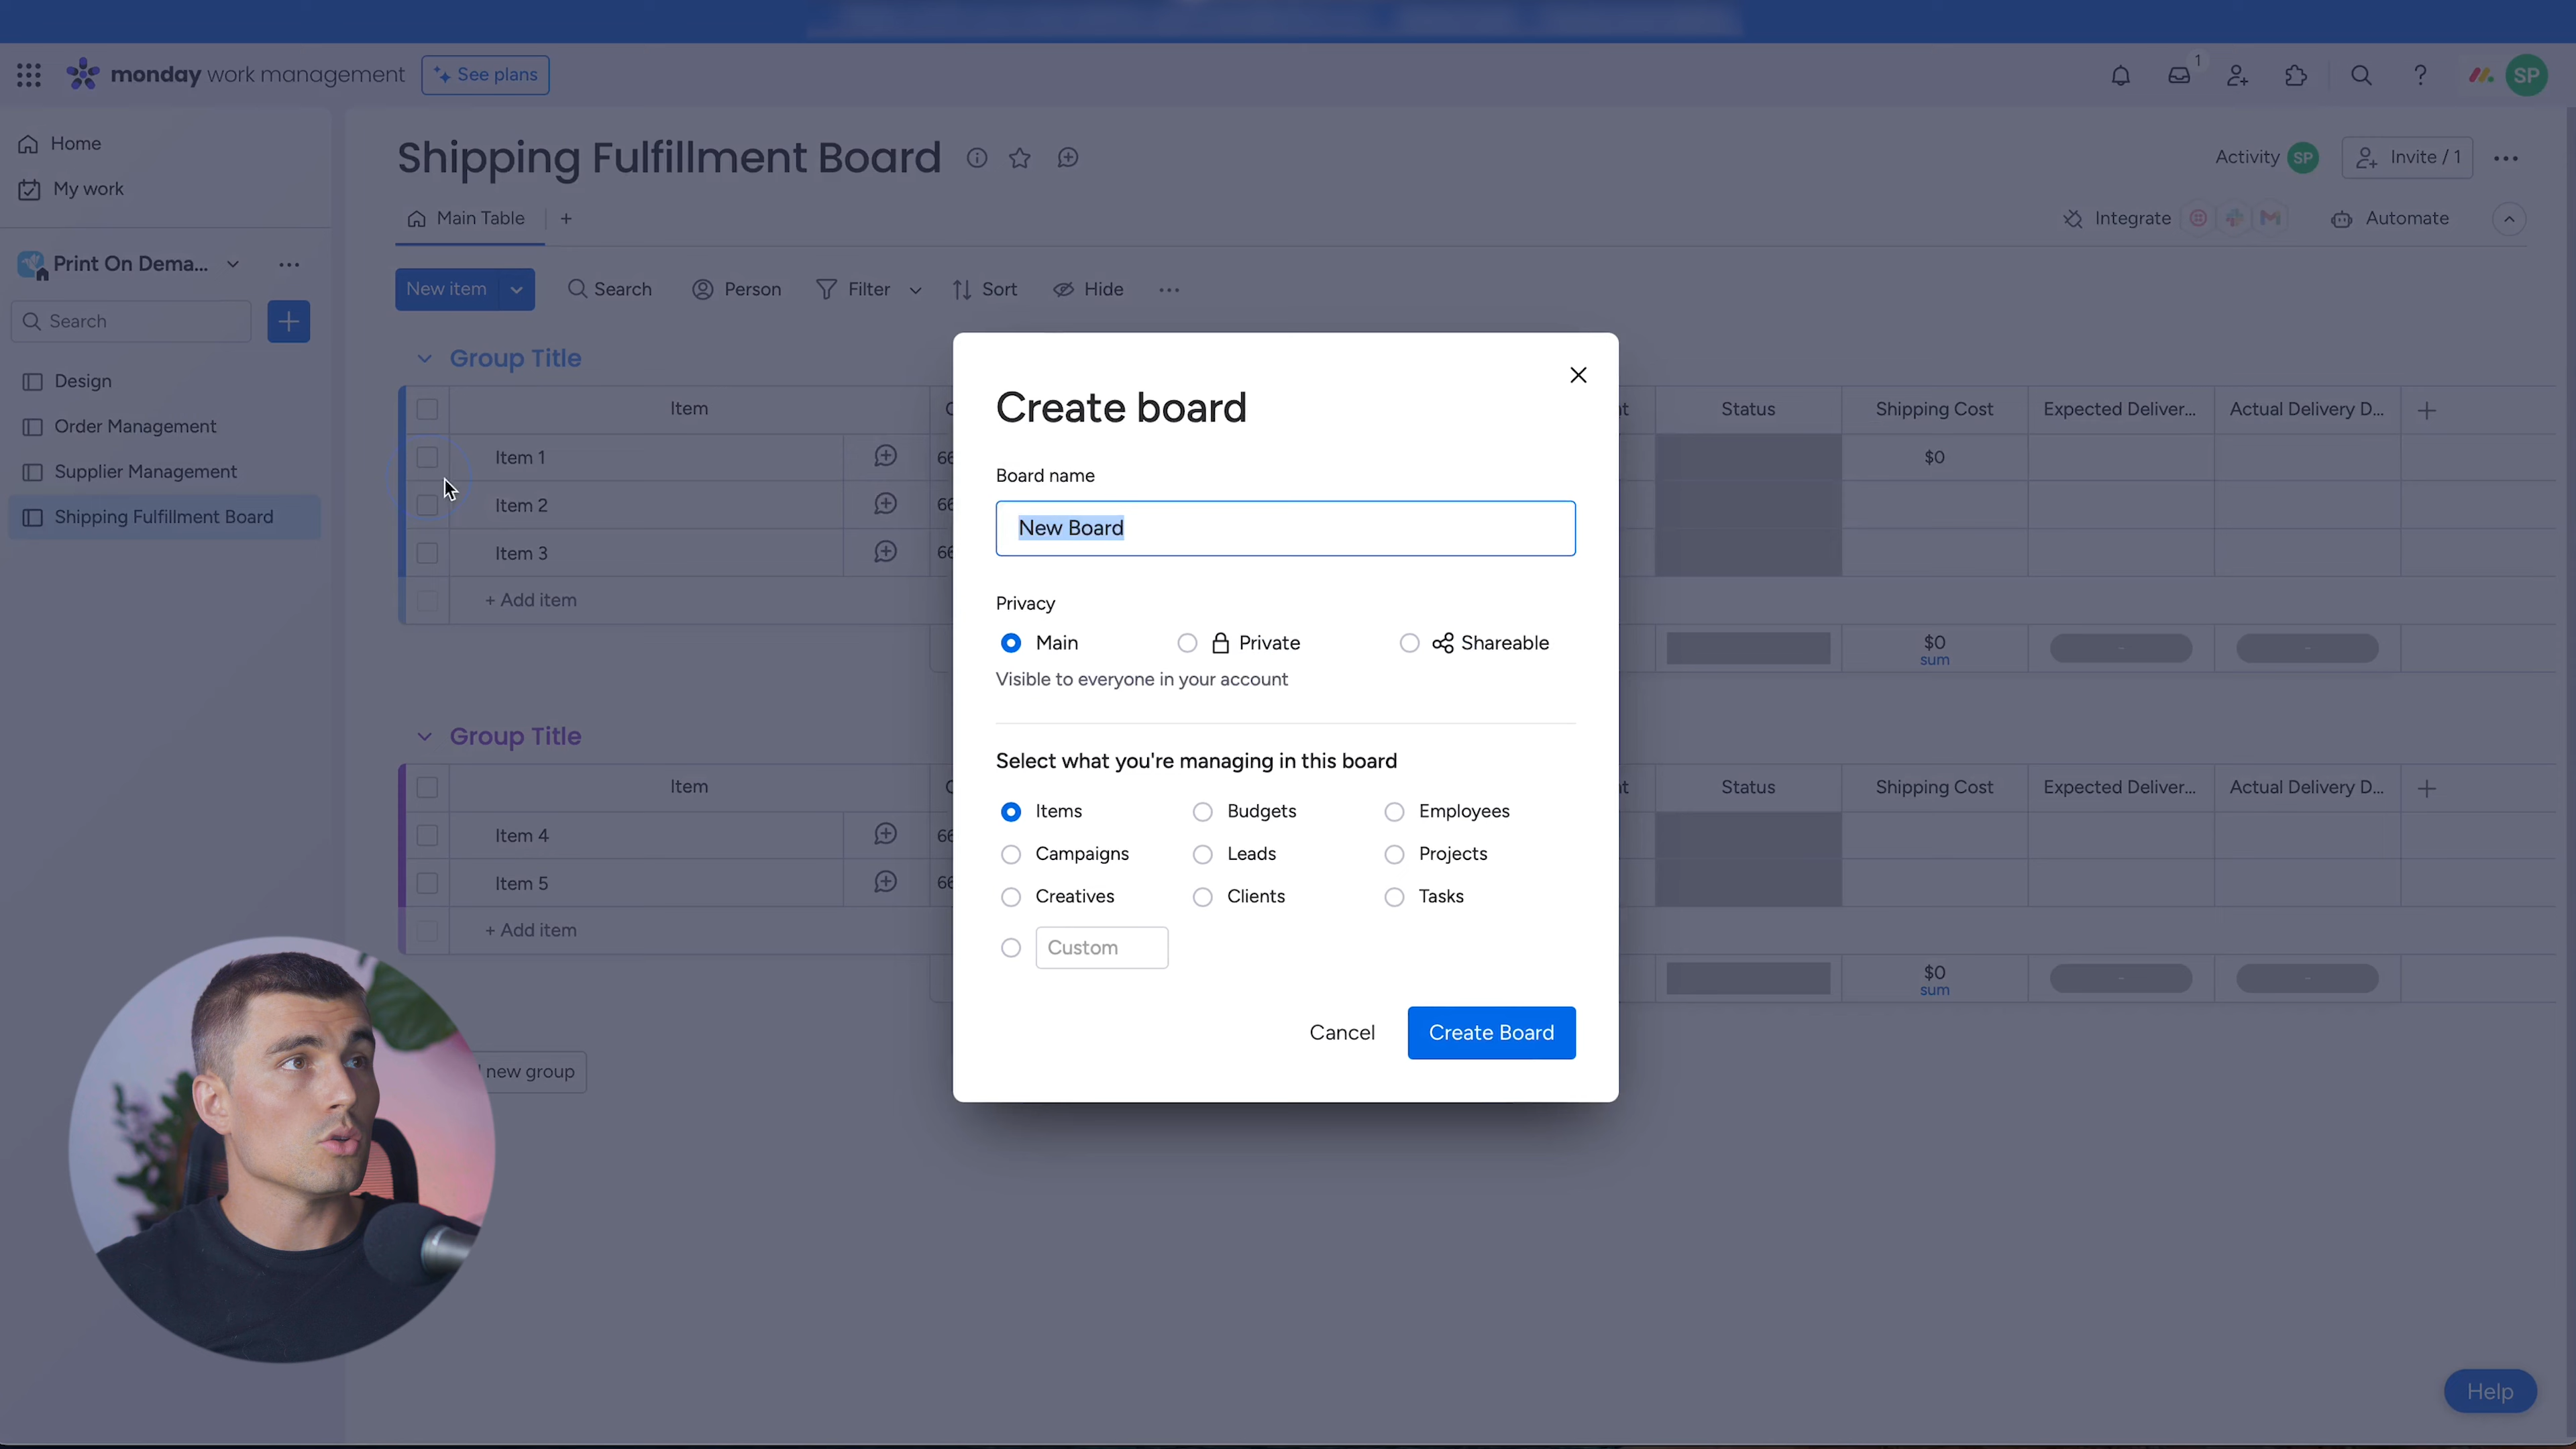 monday work management
See plans
1
SP
Home
My work
Print On Dema...
Search
Design
Order Management
Supplier Management
Shipping Fulfillment Board
Shipping Fulfillment Board
Activity SP
Invite / 1
Main Table
Integrate
Automate
New item
Search
Person
Filter
Sort
Hide
Group Title
Item
Status
Shipping Cost
Expected Deliver...
Actual Delivery D...
Item 1
$0
Item 2
Item 3
+ Add item
$0
sum
-
-
Group Title
Item
Status
Shipping Cost
Expected Deliver...
Actual Delivery D...
Item 4
Item 5
+ Add item
$0
sum
-
-
new group
Create board
Board name
New Board
Privacy
Main
Private
Shareable
Visible to everyone in your account
Select what you're managing in this board
Items
Budgets
Employees
Campaigns
Leads
Projects
Creatives
Clients
Tasks
Custom
Cancel
Create Board
Help